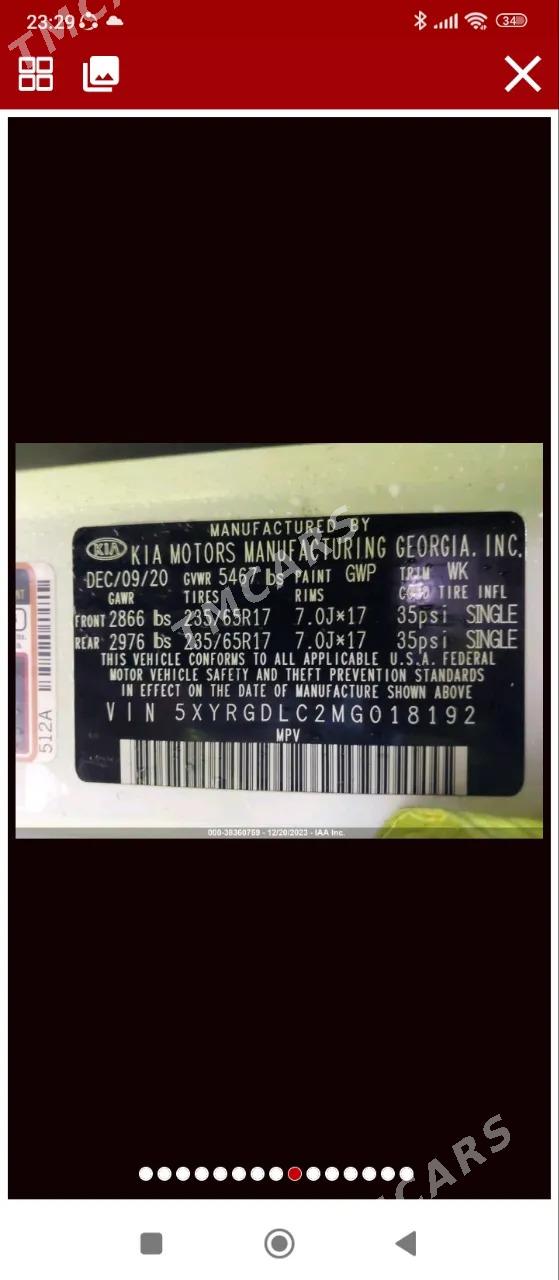 23:29
34
TMCARS
MANUFACTURED BY
KIA KIA MOTORS MANUFACTURING GEORGIA, INC.
DEC/09/20 GVWR 5467 lbs PAINT GWP TRIM WK
GAWR TIRES RIMS COLD TIRE INFL
FRONT 2866 lbs 235/65R17 7.0J*17 35psi SINGLE
REAR 2976 lbs 235/65R17 7.0J*17 35psi SINGLE
THIS VEHICLE CONFORMS TO ALL APPLICABLE U.S.A. FEDERAL
MOTOR VEHICLE SAFETY AND THEFT PREVENTION STANDARDS
IN EFFECT ON THE DATE OF MANUFACTURE SHOWN ABOVE
VIN 5XYRGDLC2MG018192
MPV
512A
000-38360759 - 12/20/2023 - IAA Inc.
TMCARS
TMCARS